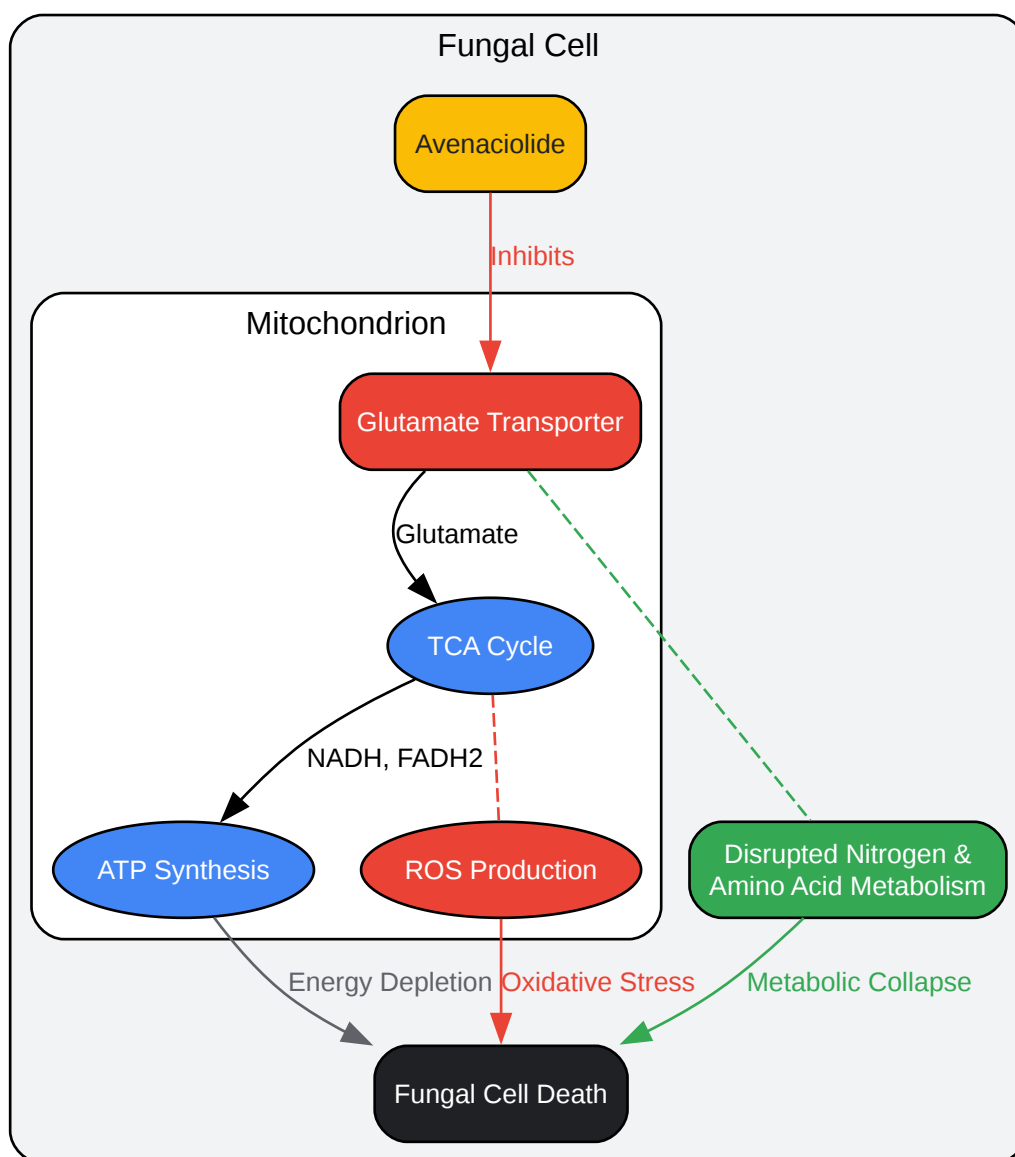 Fungal Cell
Avenaciolide
Inhibits
Mitochondrion
Glutamate Transporter
Glutamate
TCA Cycle
NADH, FADH2
ATP Synthesis
ROS Production
Disrupted Nitrogen &
Amino Acid Metabolism
Energy Depletion
Oxidative Stress
Metabolic Collapse
Fungal Cell Death